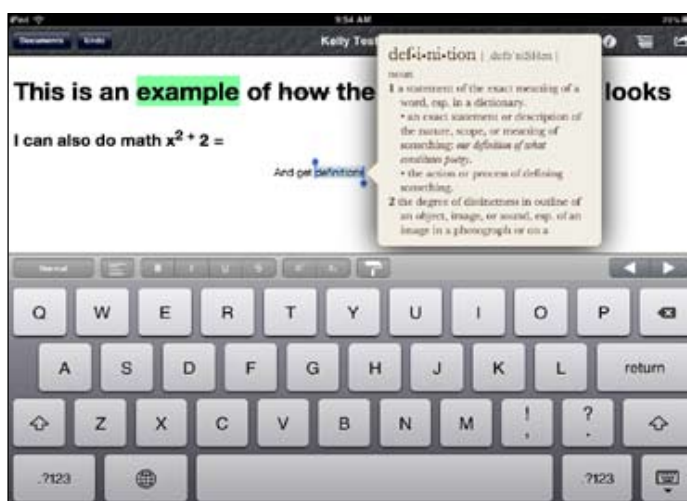 iPad 9:54 AM
Documents Undo Kelly Test
This is an example of how the looks
I can also do math x² + 2 =
And get definitions
def·i·ni·tion
noun
1 a statement of the exact meaning of a
word, esp. in a dictionary.
• an exact statement or description of
the nature, scope, or meaning of
something: our definition of what
constitutes poetry.
• the action or process of defining
something.
2 the degree of distinctness in outline of
an object, image, or sound, esp. of an
image in a photograph or on a
Normal B I U S
Q W E R T Y U I O P
A S D F G H J K L return
Z X C V B N M ! , ? .
.?123 .?123